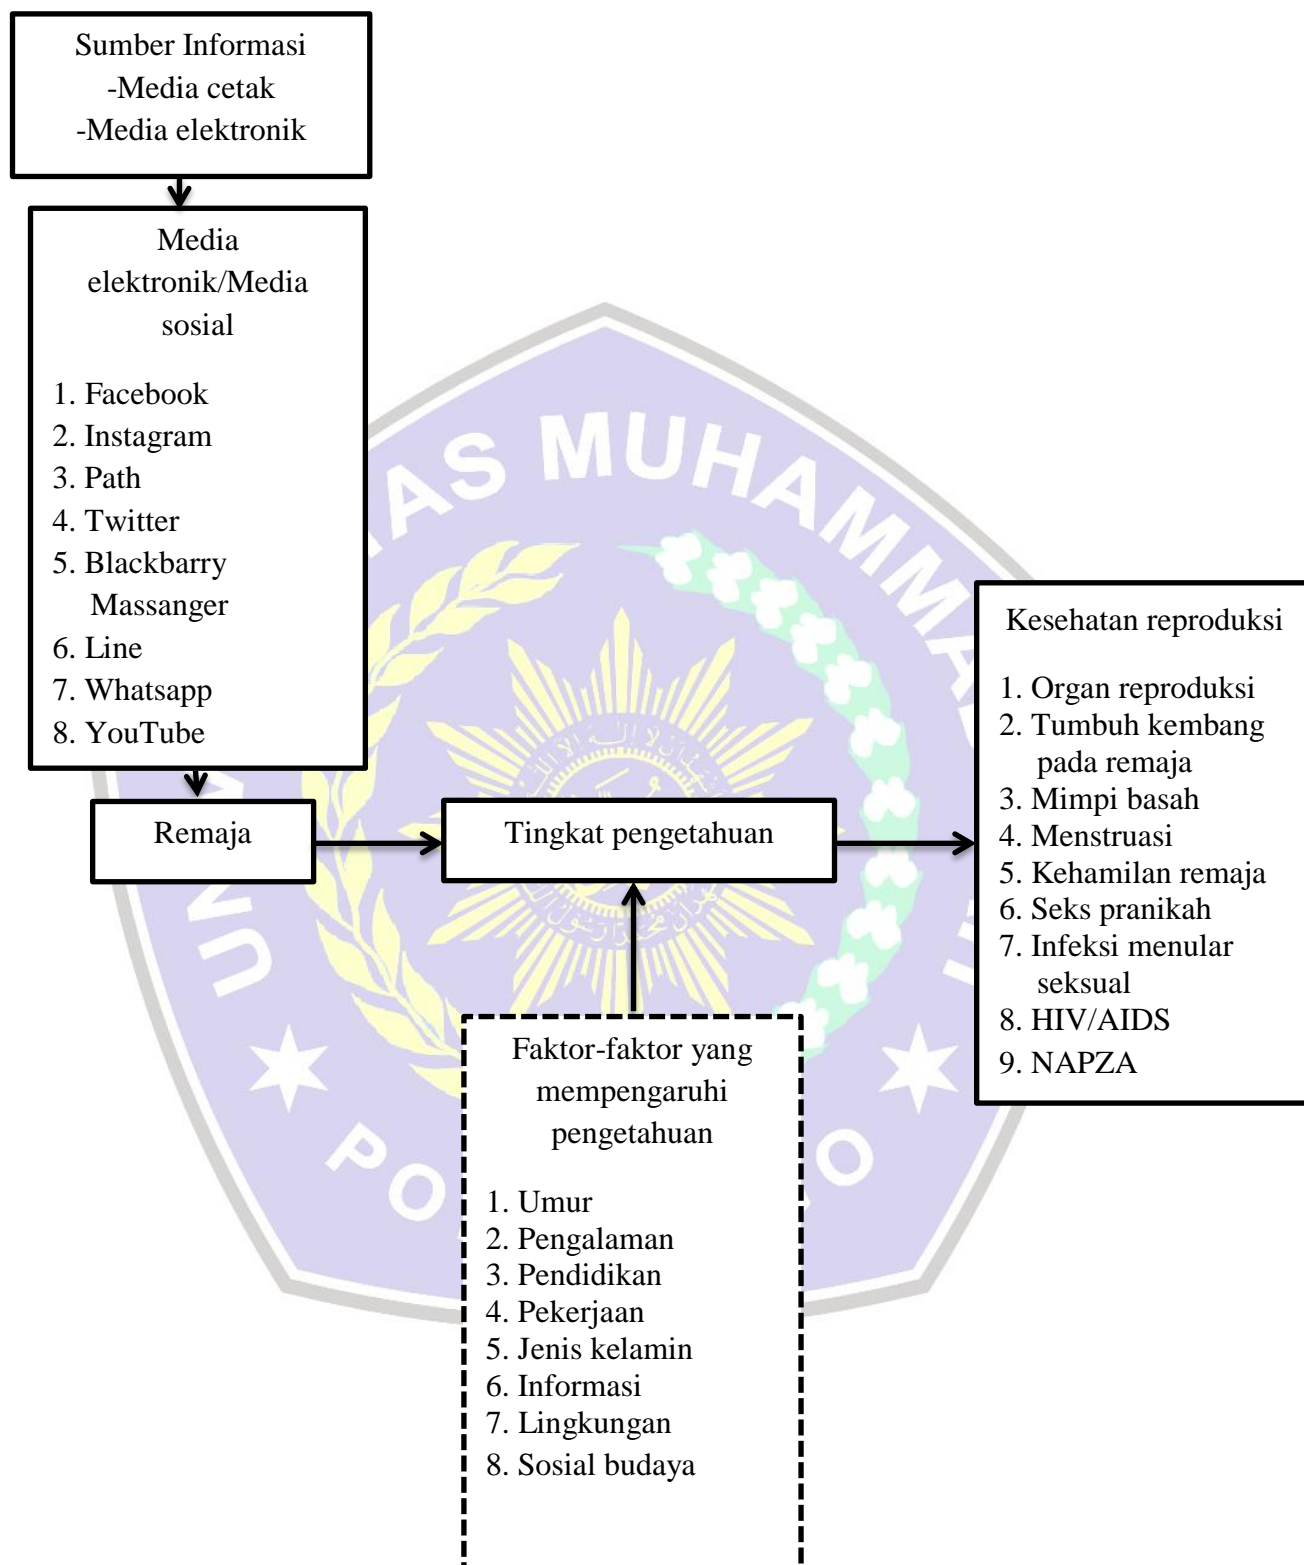 Sumber Informasi
-Media cetak
-Media elektronik
Media
elektronik/Media
sosial
1. Facebook
2. Instagram
3. Path
4. Twitter
5. Blackbarry
Massanger
6. Line
7. Whatsapp
8. YouTube
Remaja
Tingkat pengetahuan
Kesehatan reproduksi
1. Organ reproduksi
2. Tumbuh kembang
pada remaja
3. Mimpi basah
4. Menstruasi
5. Kehamilan remaja
6. Seks pranikah
7. Infeksi menular
seksual
8. HIV/AIDS
9. NAPZA
Faktor-faktor yang
mempengaruhi
pengetahuan
1. Umur
2. Pengalaman
3. Pendidikan
4. Pekerjaan
5. Jenis kelamin
6. Informasi
7. Lingkungan
8. Sosial budaya